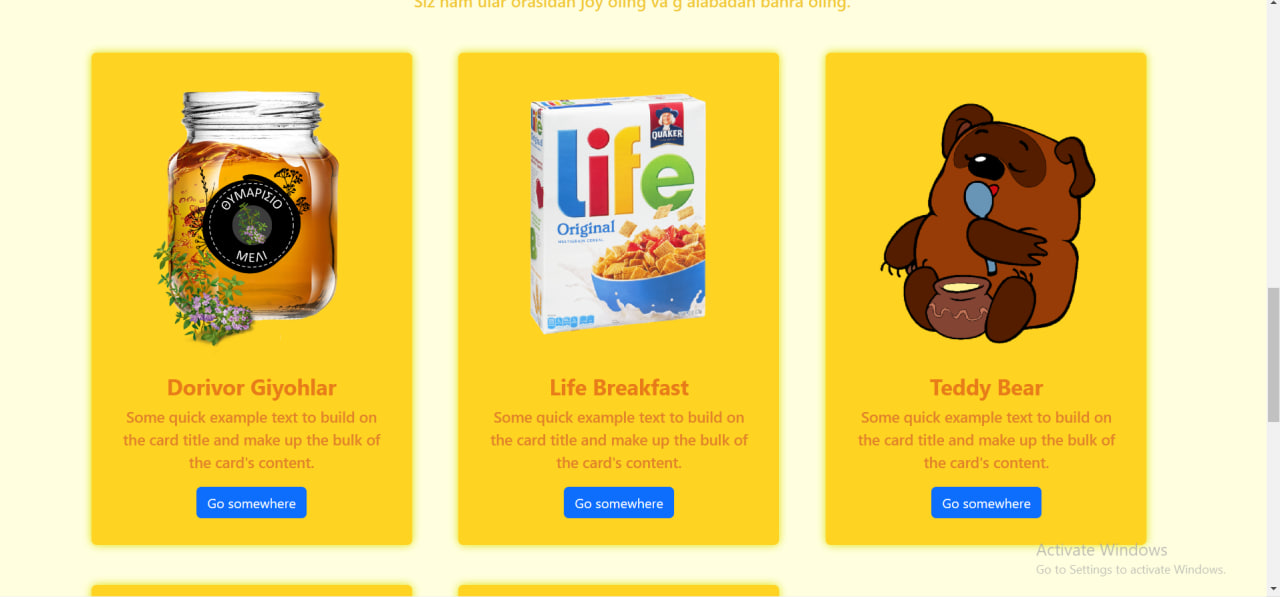 Siz ham ular orasidan joy oling va g'alabadan bahra oling.
ΘΥΜΑΡΙΣΙΟ
ΜΕΛΙ
life
QUAKER
life
Original
MULTIGRAIN CEREAL
Dorivor Giyohlar
Some quick example text to build on
the card title and make up the bulk of
the card's content.
Go somewhere
Life Breakfast
Some quick example text to build on
the card title and make up the bulk of
the card's content.
Go somewhere
Teddy Bear
Some quick example text to build on
the card title and make up the bulk of
the card's content.
Go somewhere
Activate Windows
Go to Settings to activate Windows.